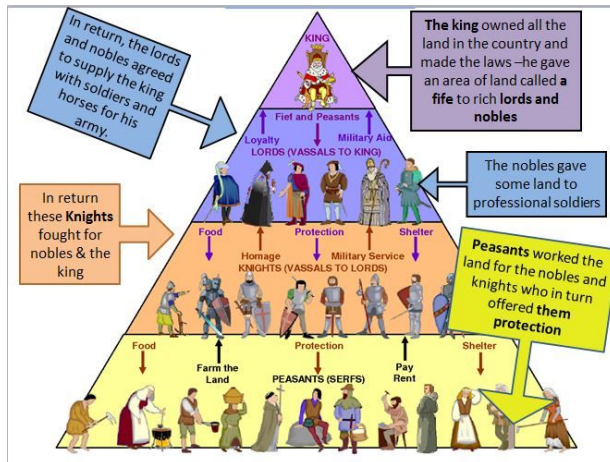 In return, the lords
and nobles agreed
to supply the king
with soldiers and
horses for his
army.
KING
The king owned all the
land in the country and
made the laws –he gave
an area of land called a
fife to rich lords and
nobles
Fief and Peasants
Loyalty
Military Aid
LORDS (VASSALS TO KING)
The nobles gave
some land to
professional soldiers
In return
these Knights
fought for
nobles & the
king
Food
Protection
Shelter
Homage
Military Service
KNIGHTS (VASSALS TO LORDS)
Peasants worked the
land for the nobles and
knights who in turn
offered them
protection
Food
Protection
Shelter
Farm the
Land
Pay
Rent
PEASANTS (SERFS)